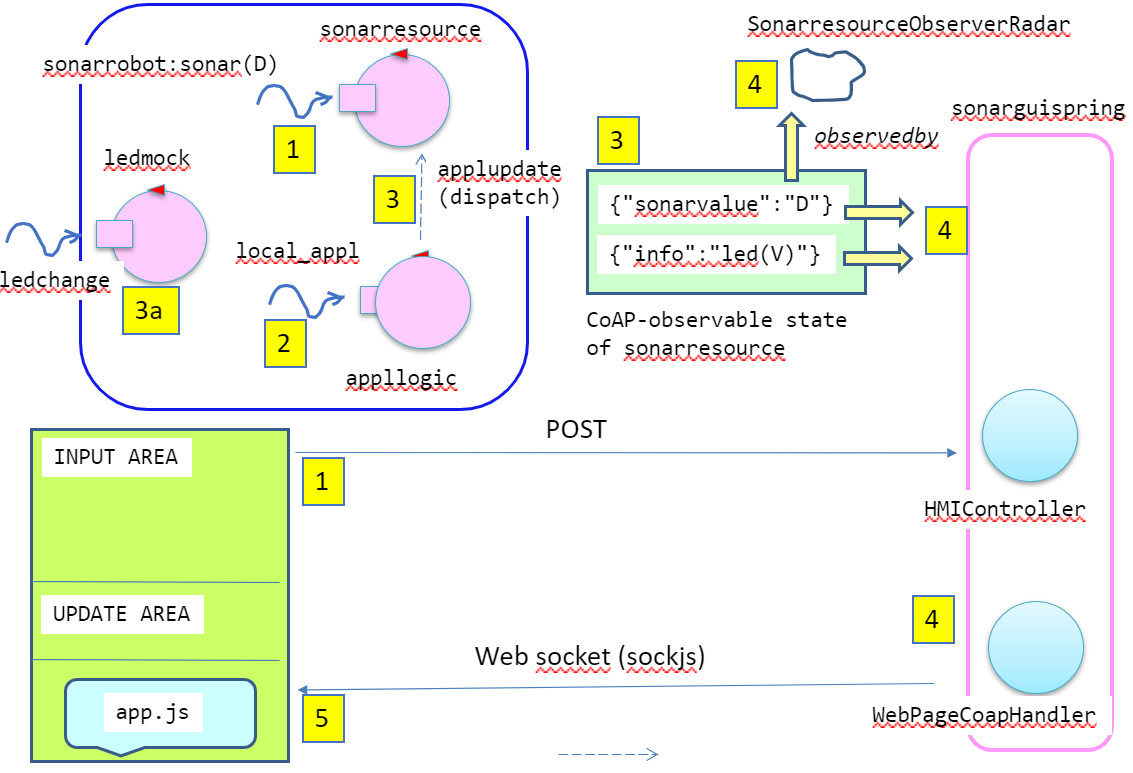 sonarresource
sonarrobot:sonar(D)
1
ledmock
3
applupdate
(dispatch)
local_appl
ledchange
3a
2
appllogic
SonarresourceObserverRadar
4
sonarguispring
3
observedby
{"sonarvalue":"D"}
4
{"info":"led(V)"}
CoAP-observable state
of sonarresource
INPUT AREA
POST
1
HMIController
UPDATE AREA
4
Web socket (sockjs)
app.js
5
WebPageCoapHandler